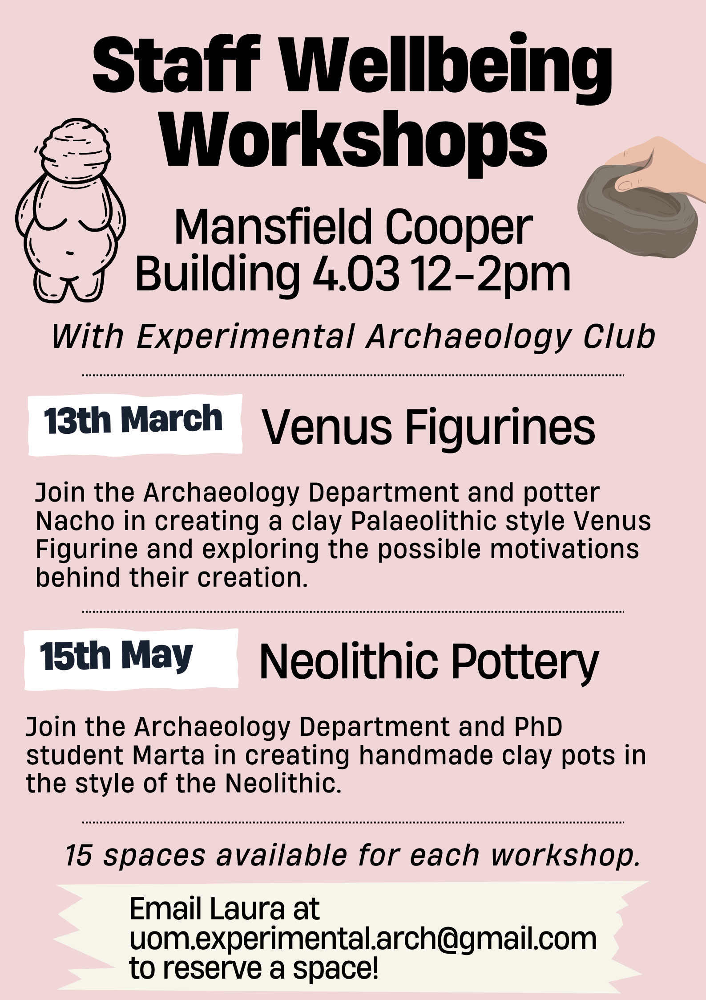 Staff Wellbeing
Workshops
Mansfield Cooper
Building 4.03 12-2pm
With Experimental Archaeology Club
13th March
Venus Figurines
Join the Archaeology Department and potter
Nacho in creating a clay Palaeolithic style Venus
Figurine and exploring the possible motivations
behind their creation.
15th May
Neolithic Pottery
Join the Archaeology Department and PhD
student Marta in creating handmade clay pots in
the style of the Neolithic.
15 spaces available for each workshop.
Email Laura at
uom.experimental.arch@gmail.com
to reserve a space!